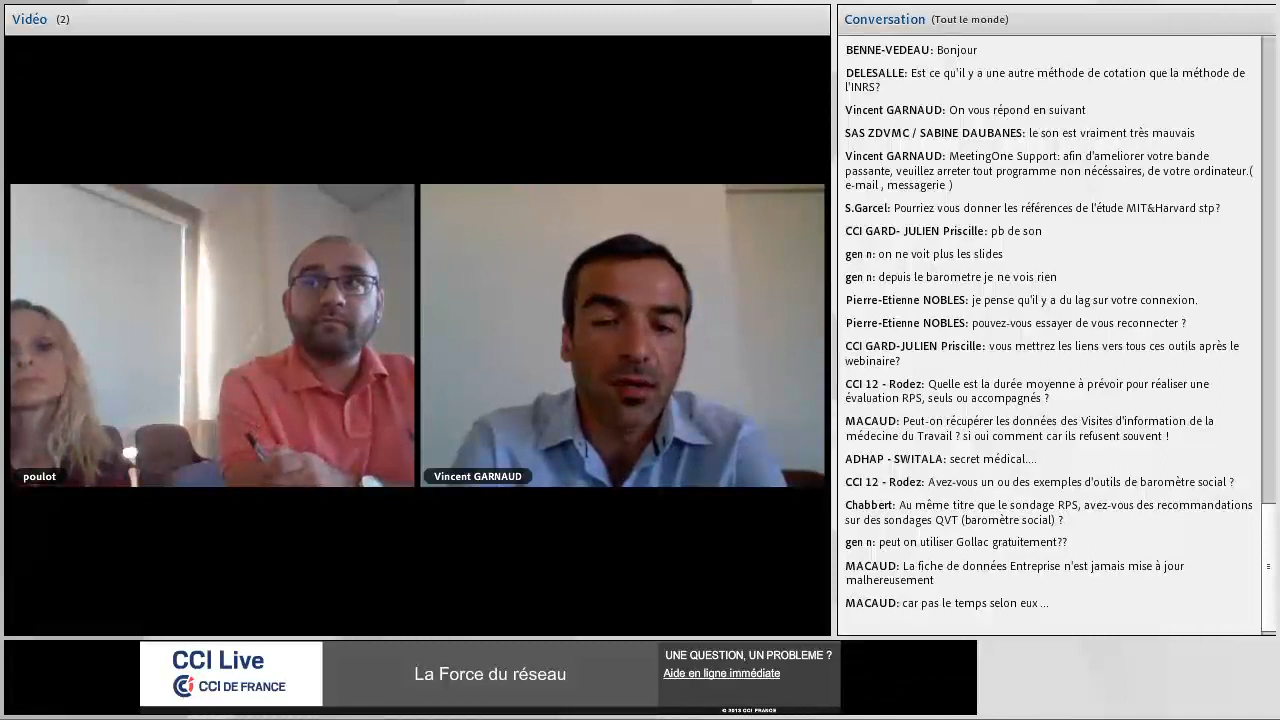 Vidéo (2)
poulot
Vincent GARNAUD
Conversation (Tout le monde)
BENNE-VEDEAU: Bonjour
DELESALLE: Est ce qu'il y a une autre méthode de cotation que la méthode de
l'INRS?
Vincent GARNAUD: On vous répond en suivant
SAS ZDVMC / SABINE DAUBANES: le son est vraiment très mauvais
Vincent GARNAUD: MeetingOne Support: afin d'ameliorer votre bande
passante, veuillez arreter tout programme non nécéssaires, de votre ordinateur.(
e-mail , messagerie )
S.Garcel: Pourriez vous donner les références de l'étude MIT&Harvard stp?
CCI GARD- JULIEN Priscille: pb de son
gen n: on ne voit plus les slides
gen n: depuis le barometre je ne vois rien
Pierre-Etienne NOBLES: je pense qu'il y a du lag sur votre connexion.
Pierre-Etienne NOBLES: pouvez-vous essayer de vous reconnecter ?
CCI GARD-JULIEN Priscille: vous mettrez les liens vers tous ces outils après le
webinaire?
CCI 12 - Rodez: Quelle est la durée moyenne à prévoir pour réaliser une
évaluation RPS, seuls ou accompagnés ?
MACAUD: Peut-on récupérer les données des Visites d'information de la
médecine du Travail ? si oui comment car ils refusent souvent !
ADHAP - SWITALA: secret médical....
CCI 12 - Rodez: Avez-vous un ou des exemples d'outils de baromètre social ?
Chabbert: Au même titre que le sondage RPS, avez-vous des recommandations
sur des sondages QVT (baromètre social) ?
gen n: peut on utiliser Gollac gratuitement??
MACAUD: La fiche de données Entreprise n'est jamais mise à jour
malhereusement
MACAUD: car pas le temps selon eux ...
CCI Live
CCI DE FRANCE
La Force du réseau
UNE QUESTION, UN PROBLEME ?
Aide en ligne immédiate
© 2013 CCI FRANCE